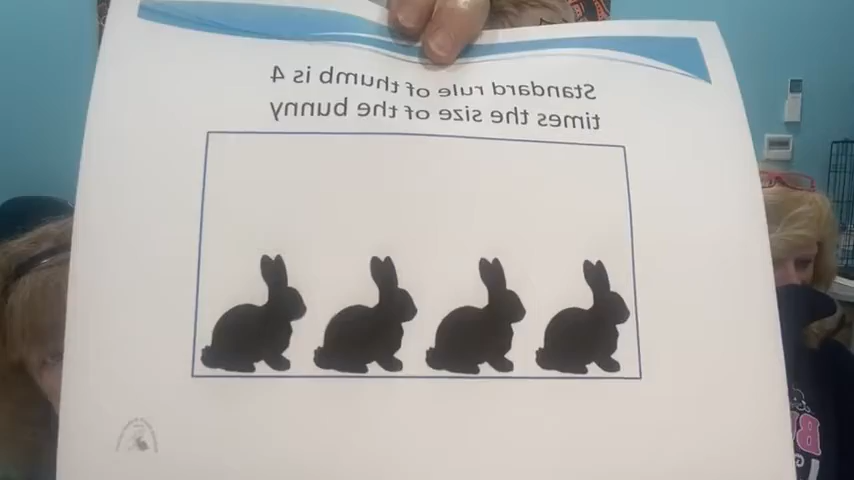 Standard rule of thumb is 4
times the size of the bunny